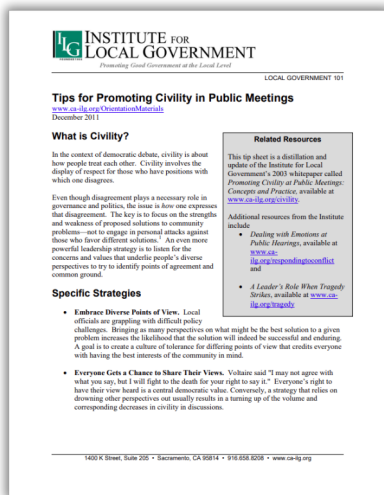 ILG
INSTITUTE FOR
LOCAL GOVERNMENT
Promoting Good Government at the Local Level
LOCAL GOVERNMENT 101
Tips for Promoting Civility in Public Meetings
www.ca-ilg.org/OrientationMaterials
December 2011
What is Civility?
In the context of democratic debate, civility is about
how people treat each other. Civility involves the
display of respect for those who have positions with
which one disagrees.
Even though disagreement plays a necessary role in
governance and politics, the issue is how one expresses
that disagreement. The key is to focus on the strengths
and weakness of proposed solutions to community
problems—not to engage in personal attacks against
those who favor different solutions.1 An even more
powerful leadership strategy is to listen for the
concerns and values that underlie people's diverse
perspectives to try to identify points of agreement and
common ground.
Related Resources
This tip sheet is a distillation and
update of the Institute for Local
Government's 2003 whitepaper called
Promoting Civility at Public Meetings:
Concepts and Practice, available at
www.ca-ilg.org/civility.
Additional resources from the Institute
include
• Dealing with Emotions at
Public Hearings, available at
www.ca-
ilg.org/respondingtoconflict
and
• A Leader's Role When Tragedy
Strikes, available at www.ca-
ilg.org/tragedy
Specific Strategies
• Embrace Diverse Points of View. Local
officials are grappling with difficult policy
challenges. Bringing as many perspectives on what might be the best solution to a given
problem increases the likelihood that the solution will indeed be successful and enduring.
A goal is to create a culture of tolerance for differing points of view that credits everyone
with having the best interests of the community in mind.
• Everyone Gets a Chance to Share Their Views. Voltaire said "I may not agree with
what you say, but I will fight to the death for your right to say it." Everyone's right to
have their view heard is a central democratic value. Conversely, a strategy that relies on
drowning other perspectives out usually results in a turning up of the volume and
corresponding decreases in civility in discussions.
1400 K Street, Suite 205 • Sacramento, CA 95814 • 916.658.8208 • www.ca-ilg.org